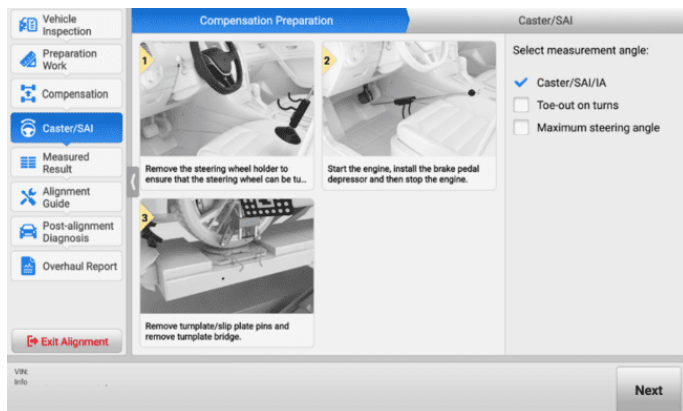 Vehicle
Inspection
Preparation
Work
Compensation
Caster/SAI
Measured
Result
Alignment
Guide
Post-alignment
Diagnosis
Overhaul Report
Exit Alignment
Compensation Preparation
Caster/SAI
1
Remove the steering wheel holder to
ensure that the steering wheel can be tu...
2
Start the engine, install the brake pedal
depressor and then stop the engine.
3
Remove turnplate/slip plate pins and
remove turnplate bridge.
Select measurement angle:
Caster/SAI/IA
Toe-out on turns
Maximum steering angle
VIN:
Info
Next